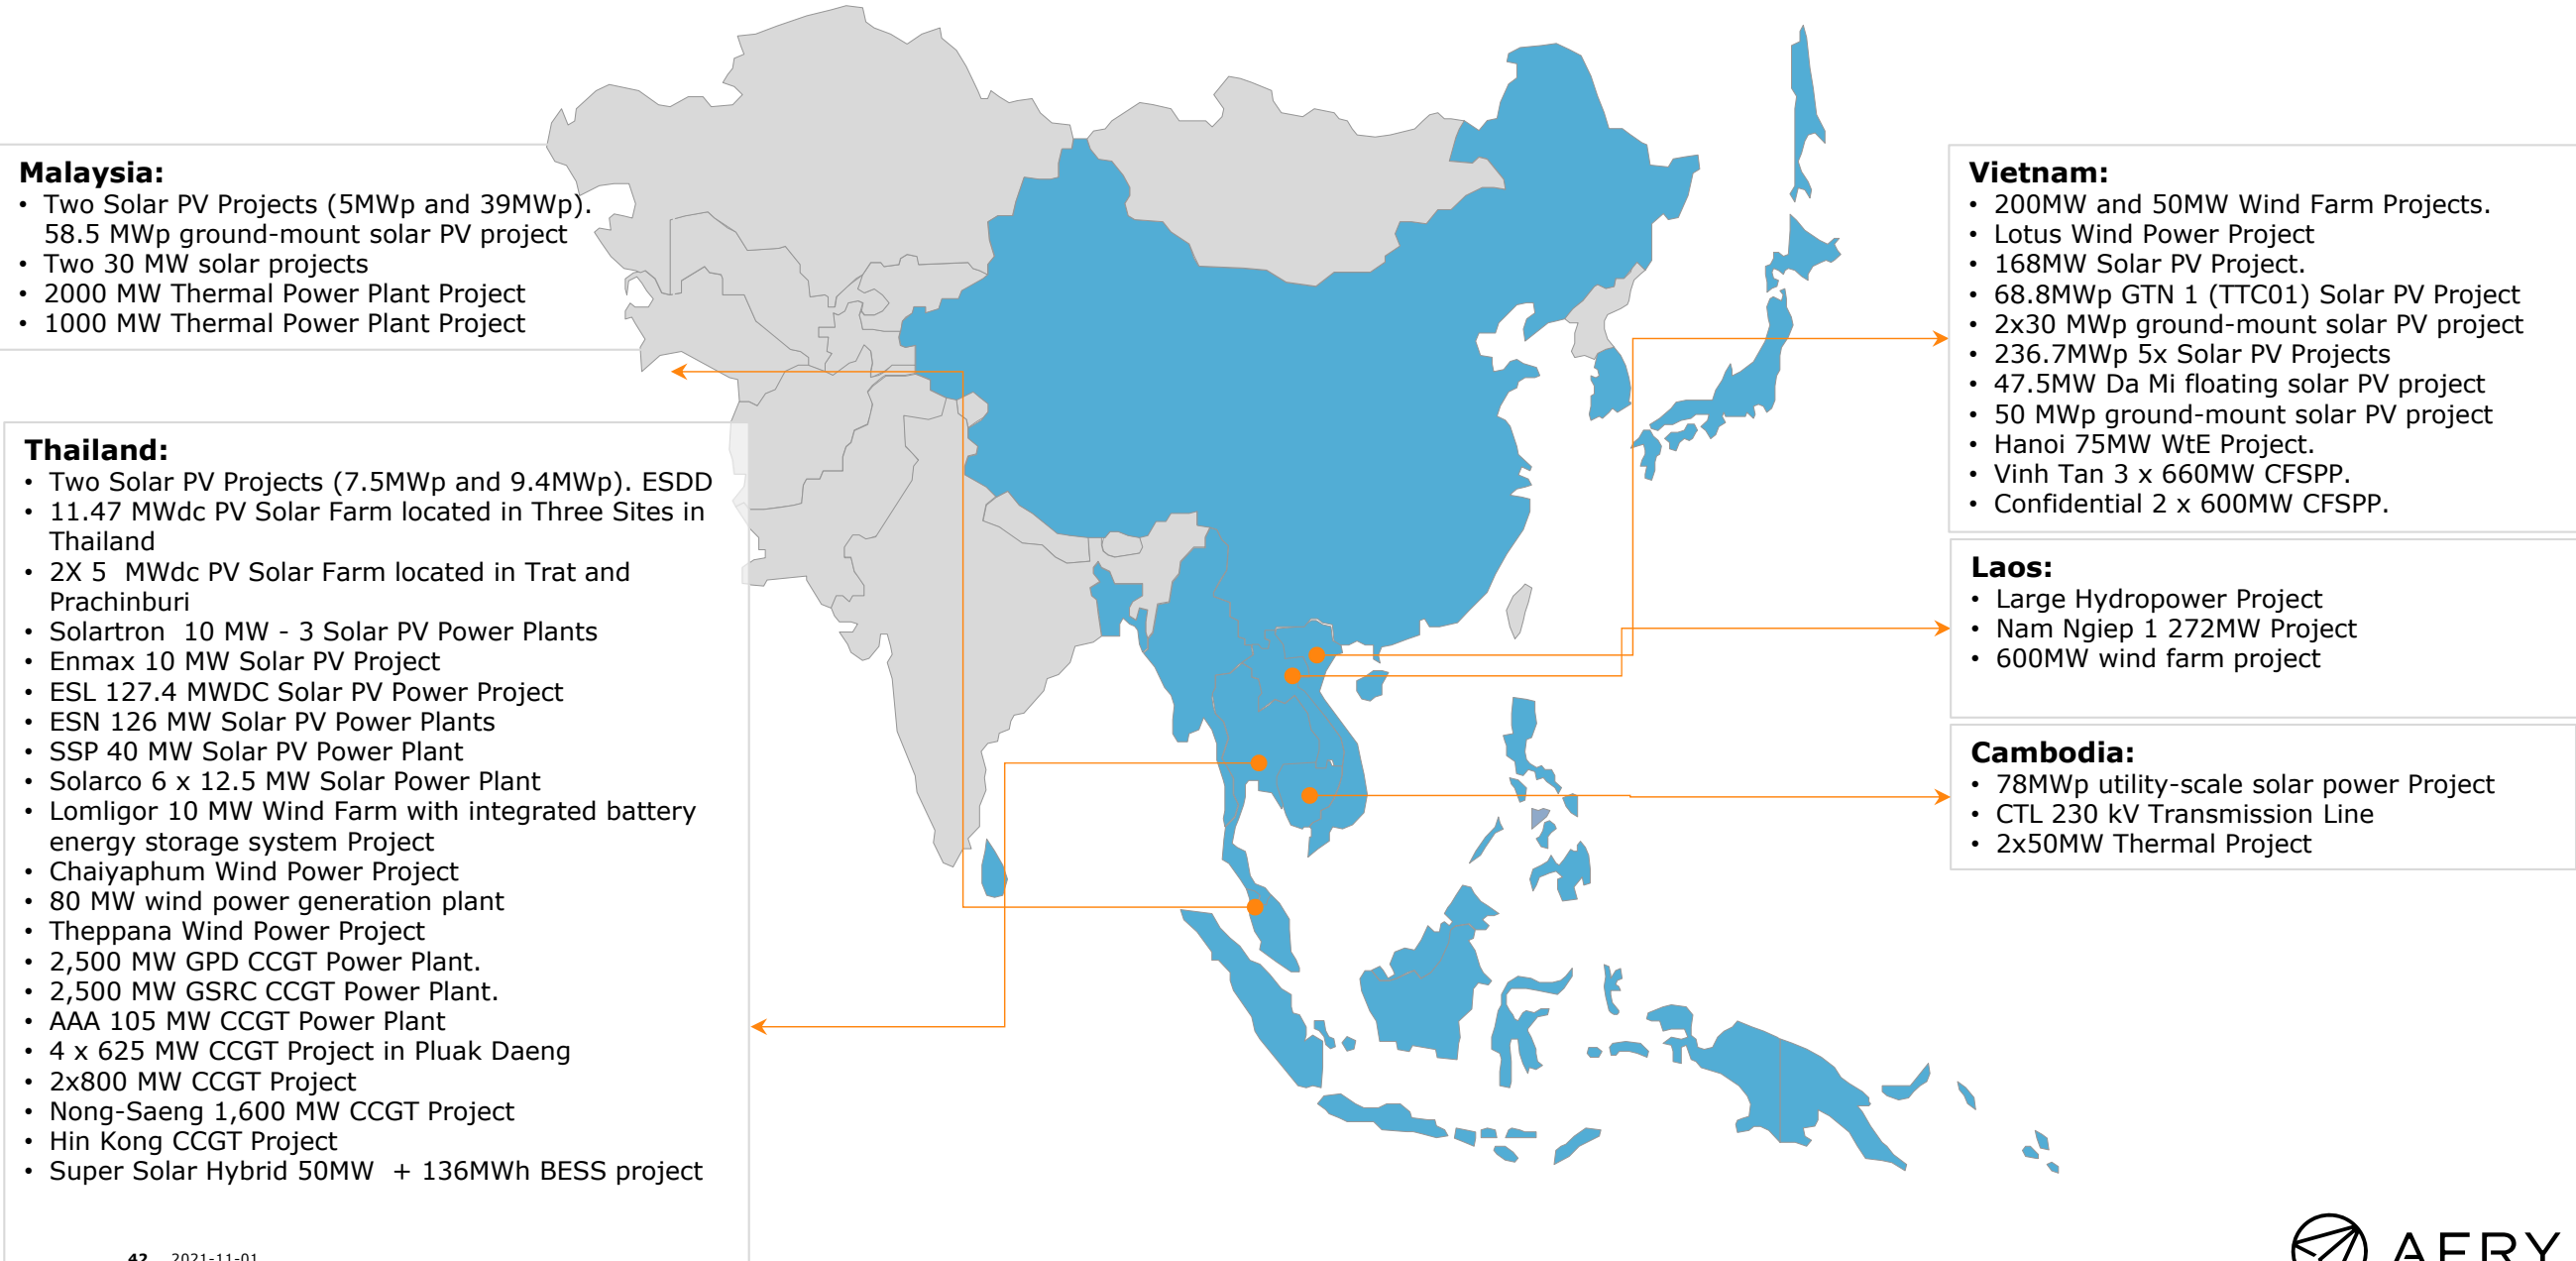 Malaysia:
• Two Solar PV Projects (5MWp and 39MWp).
58.5 MWp ground-mount solar PV project
• Two 30 MW solar projects
• 2000 MW Thermal Power Plant Project
• 1000 MW Thermal Power Plant Project
Thailand:
• Two Solar PV Projects (7.5MWp and 9.4MWp). ESDD
• 11.47 MWdc PV Solar Farm located in Three Sites in
Thailand
• 2X 5 MWdc PV Solar Farm located in Trat and
Prachinburi
• Solartron 10 MW - 3 Solar PV Power Plants
• Enmax 10 MW Solar PV Project
• ESL 127.4 MWDC Solar PV Power Project
• ESN 126 MW Solar PV Power Plants
• SSP 40 MW Solar PV Power Plant
• Solarco 6 x 12.5 MW Solar Power Plant
• Lomligor 10 MW Wind Farm with integrated battery
energy storage system Project
• Chaiyaphum Wind Power Project
• 80 MW wind power generation plant
• Theppana Wind Power Project
• 2,500 MW GPD CCGT Power Plant.
• 2,500 MW GSRC CCGT Power Plant.
• AAA 105 MW CCGT Power Plant
• 4 x 625 MW CCGT Project in Pluak Daeng
• 2x800 MW CCGT Project
• Nong-Saeng 1,600 MW CCGT Project
• Hin Kong CCGT Project
• Super Solar Hybrid 50MW + 136MWh BESS project
Vietnam:
• 200MW and 50MW Wind Farm Projects.
• Lotus Wind Power Project
• 168MW Solar PV Project.
• 68.8MWp GTN 1 (TTC01) Solar PV Project
• 2x30 MWp ground-mount solar PV project
• 236.7MWp 5x Solar PV Projects
• 47.5MW Da Mi floating solar PV project
• 50 MWp ground-mount solar PV project
• Hanoi 75MW WtE Project.
• Vinh Tan 3 x 660MW CFSPP.
• Confidential 2 x 600MW CFSPP.
Laos:
• Large Hydropower Project
• Nam Ngiep 1 272MW Project
• 600MW wind farm project
Cambodia:
• 78MWp utility-scale solar power Project
• CTL 230 kV Transmission Line
• 2x50MW Thermal Project
42 2021-11-01
AFRY